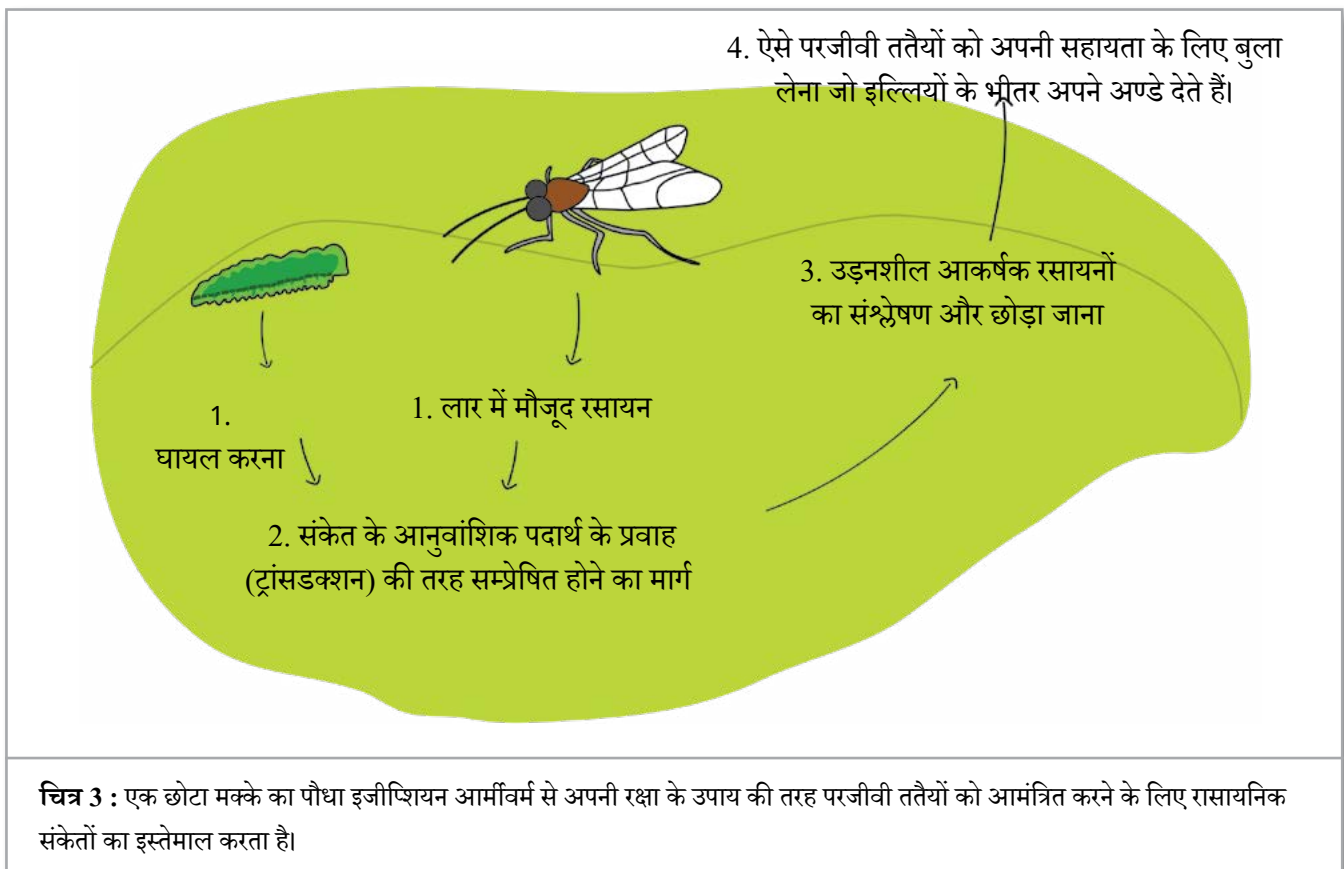 4. ऐसे परजीवी ततैयों को अपनी सहायता के लिए बुला
लेना जो इल्लियों के भीतर अपने अण्डे देते हैं।
3. उड़नशील आकर्षक रसायनों
का संश्लेषण और छोड़ा जाना
1.
घायल करना
1. लार में मौजूद रसायन
2. संकेत के आनुवांशिक पदार्थ के प्रवाह
(ट्रांसडक्शन) की तरह सम्प्रेषित होने का मार्ग
चित्र 3 : एक छोटा मक्के का पौधा इजीप्शियन आर्मीवर्म से अपनी रक्षा के उपाय की तरह परजीवी ततैयों को आमंत्रित करने के लिए रासायनिक
संकेतों का इस्तेमाल करता है।